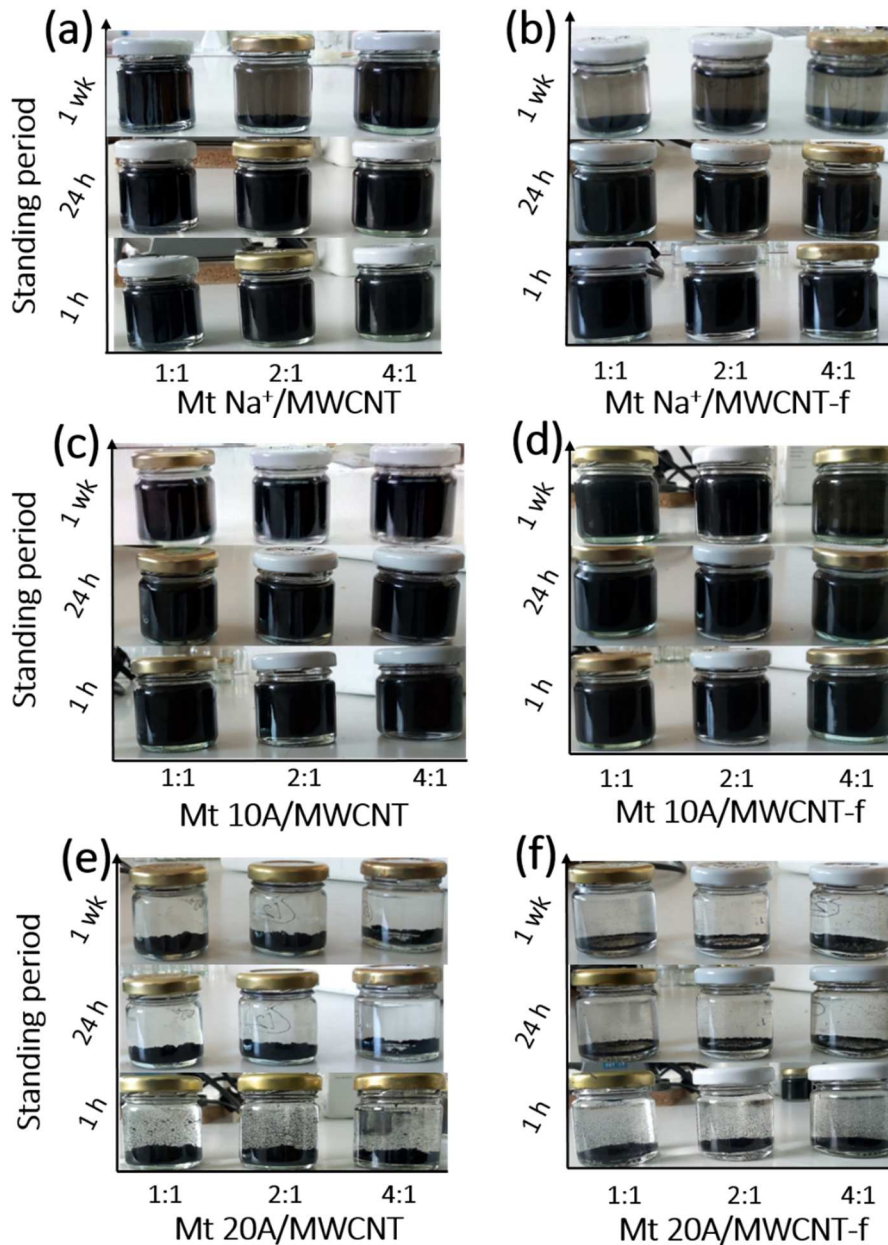 (a)
(b)
Standing period
1 wk
24 h
1 h
1 wk
24 h
1 h
1:1 2:1 4:1
Mt Na⁺/MWCNT
1:1 2:1 4:1
Mt Na⁺/MWCNT-f
(c)
(d)
Standing period
1 wk
24 h
1 h
1 wk
24 h
1 h
1:1 2:1 4:1
Mt 10A/MWCNT
1:1 2:1 4:1
Mt 10A/MWCNT-f
(e)
(f)
Standing period
1 wk
24 h
1 h
1 wk
24 h
1 h
1:1 2:1 4:1
Mt 20A/MWCNT
1:1 2:1 4:1
Mt 20A/MWCNT-f